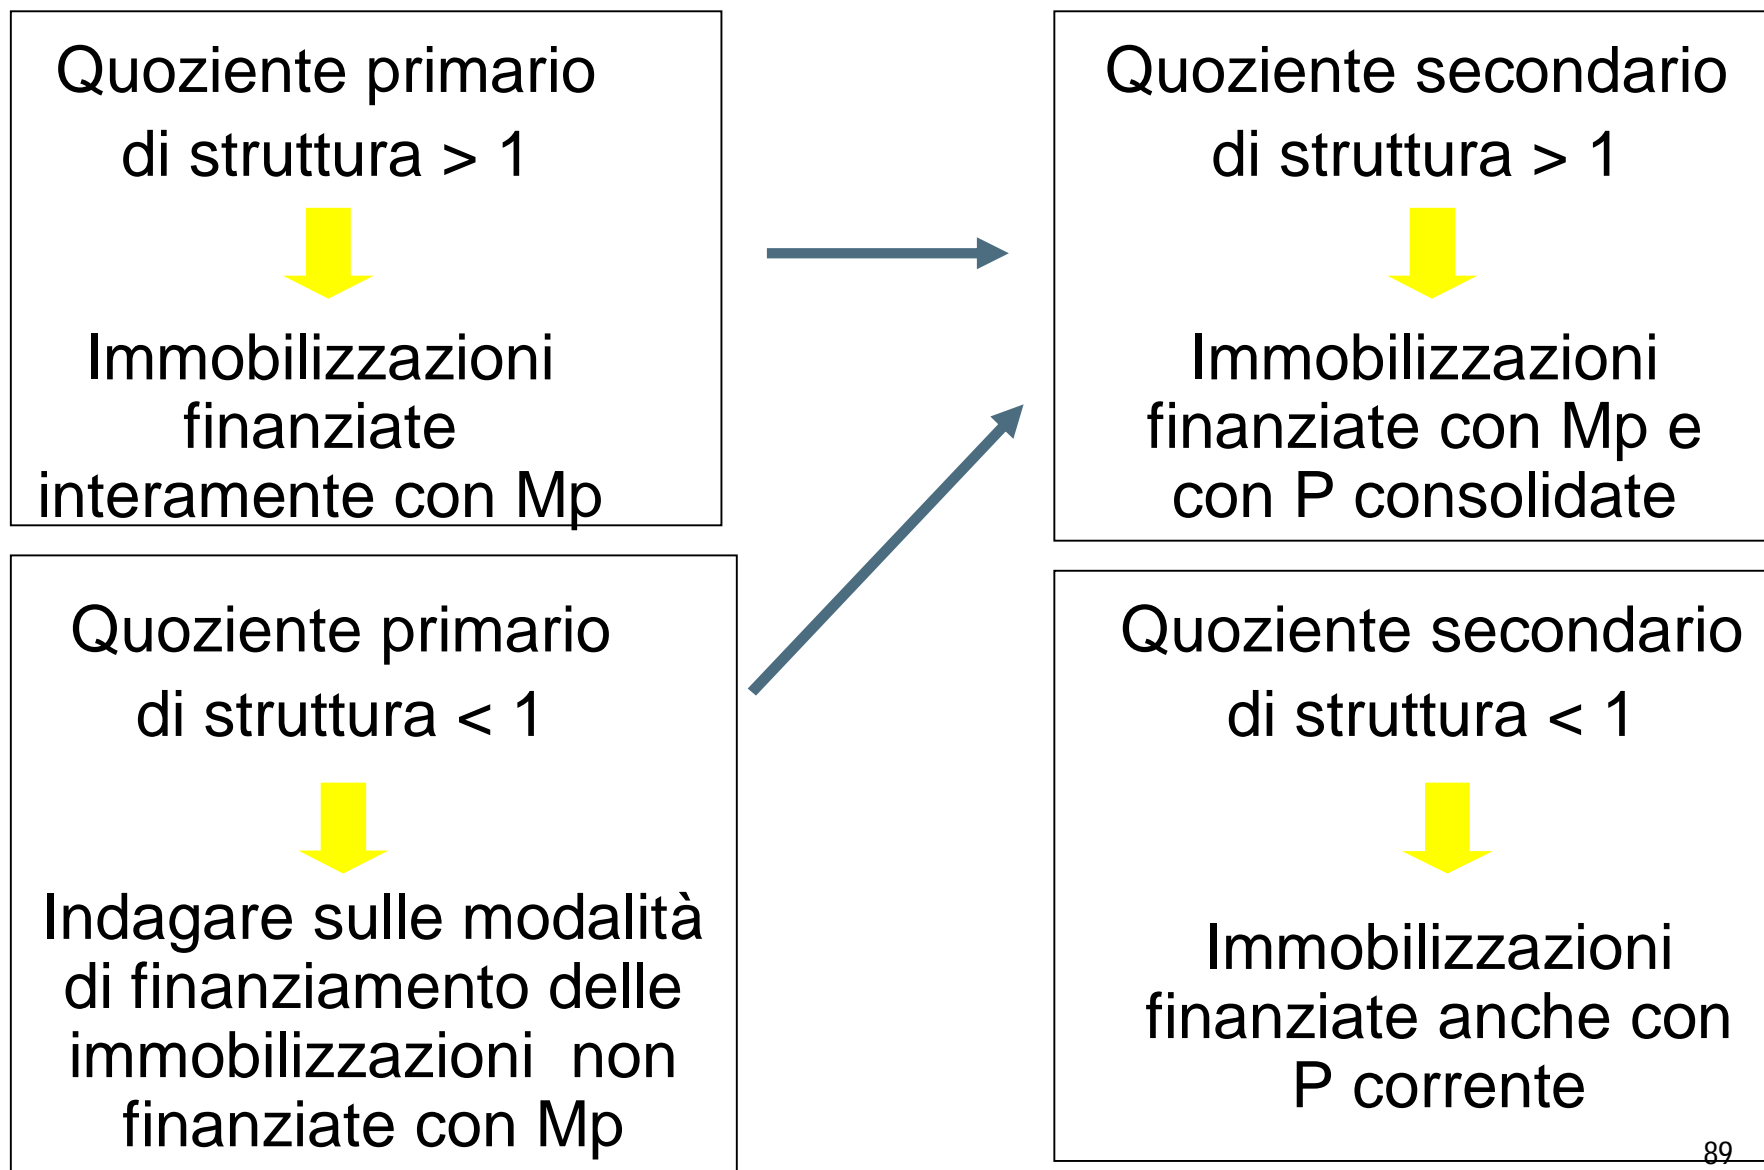 Quoziente primario
di struttura > 1
Immobilizzazioni
finanziate
interamente con Mp
Quoziente secondario
di struttura > 1
Immobilizzazioni
finanziate con Mp e
con P consolidate
Quoziente primario
di struttura < 1
Indagare sulle modalità
di finanziamento delle
immobilizzazioni  non
finanziate con Mp
Quoziente secondario
di struttura < 1
Immobilizzazioni
finanziate anche con
P corrente
89